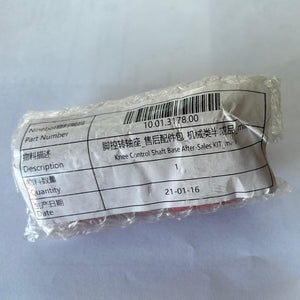 Part Number
10.01.3178.00
物料描述
脚控转轴座_售后配件包, 机械类半成品,
Description
Knee Control Shaft Base After-Sales KIT
物料数量
1
Quantity
生产日期
21-01-16
Date